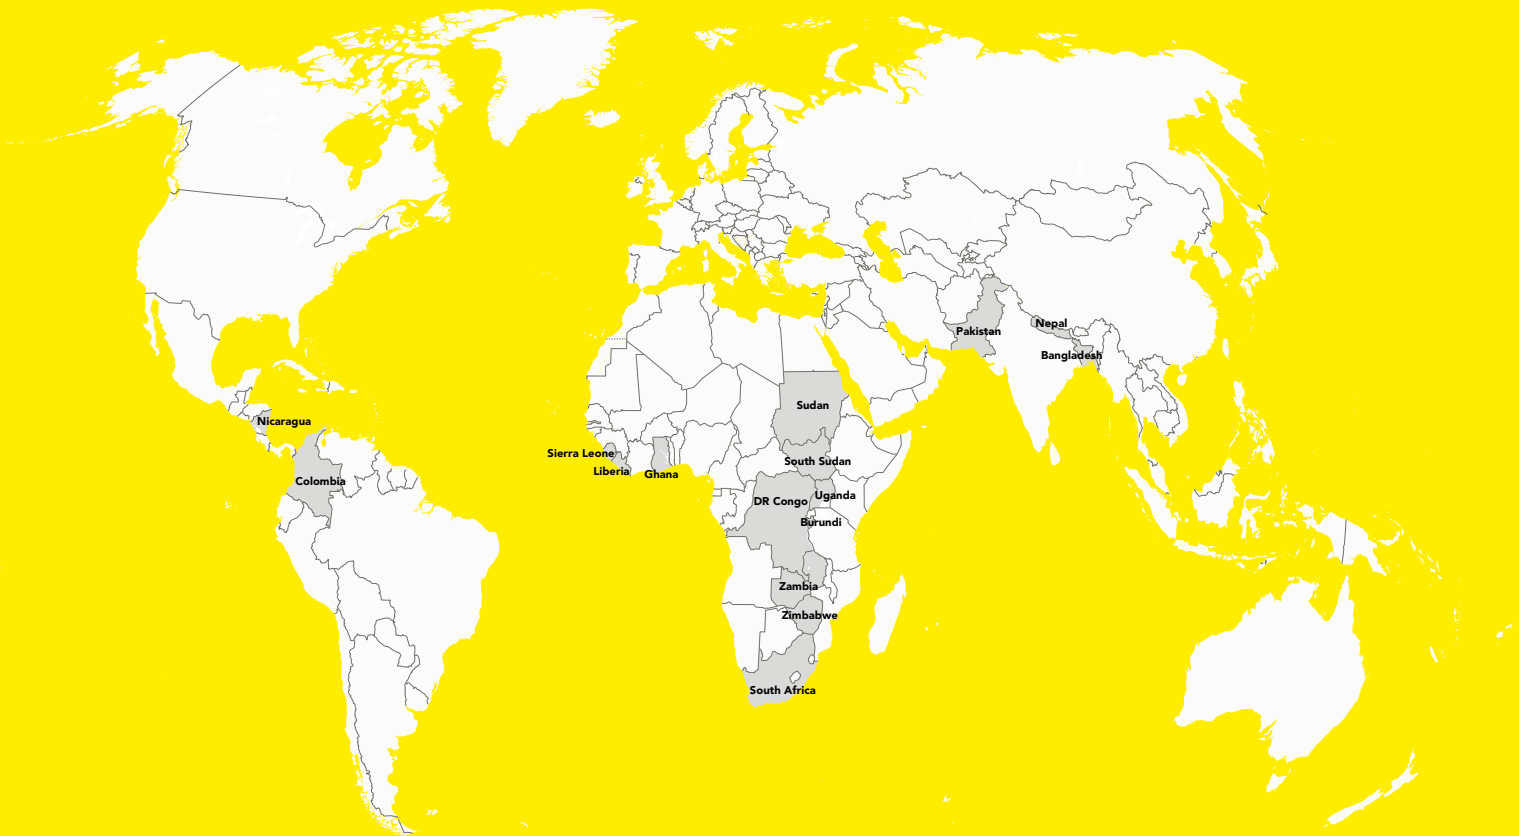 Nepal
Pakistan
Bangladesh
Sudan
Nicaragua
Sierra Leone
South Sudan
Liberia
Ghana
Colombia
Uganda
DR Congo
Burundi
Zambia
Zimbabwe
South Africa